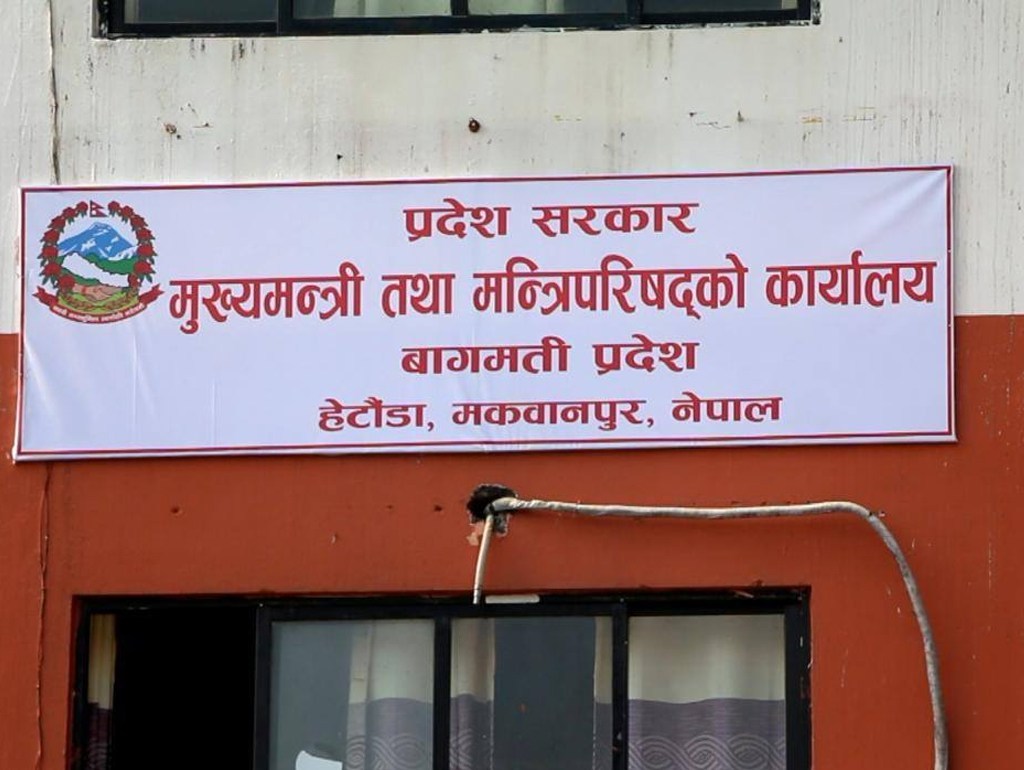 प्रदेश सरकार
मुख्यमन्त्री तथा मन्त्रिपरिषद्को कार्यालय
बागमती प्रदेश
हेटौंडा, मकवानपुर, नेपाल